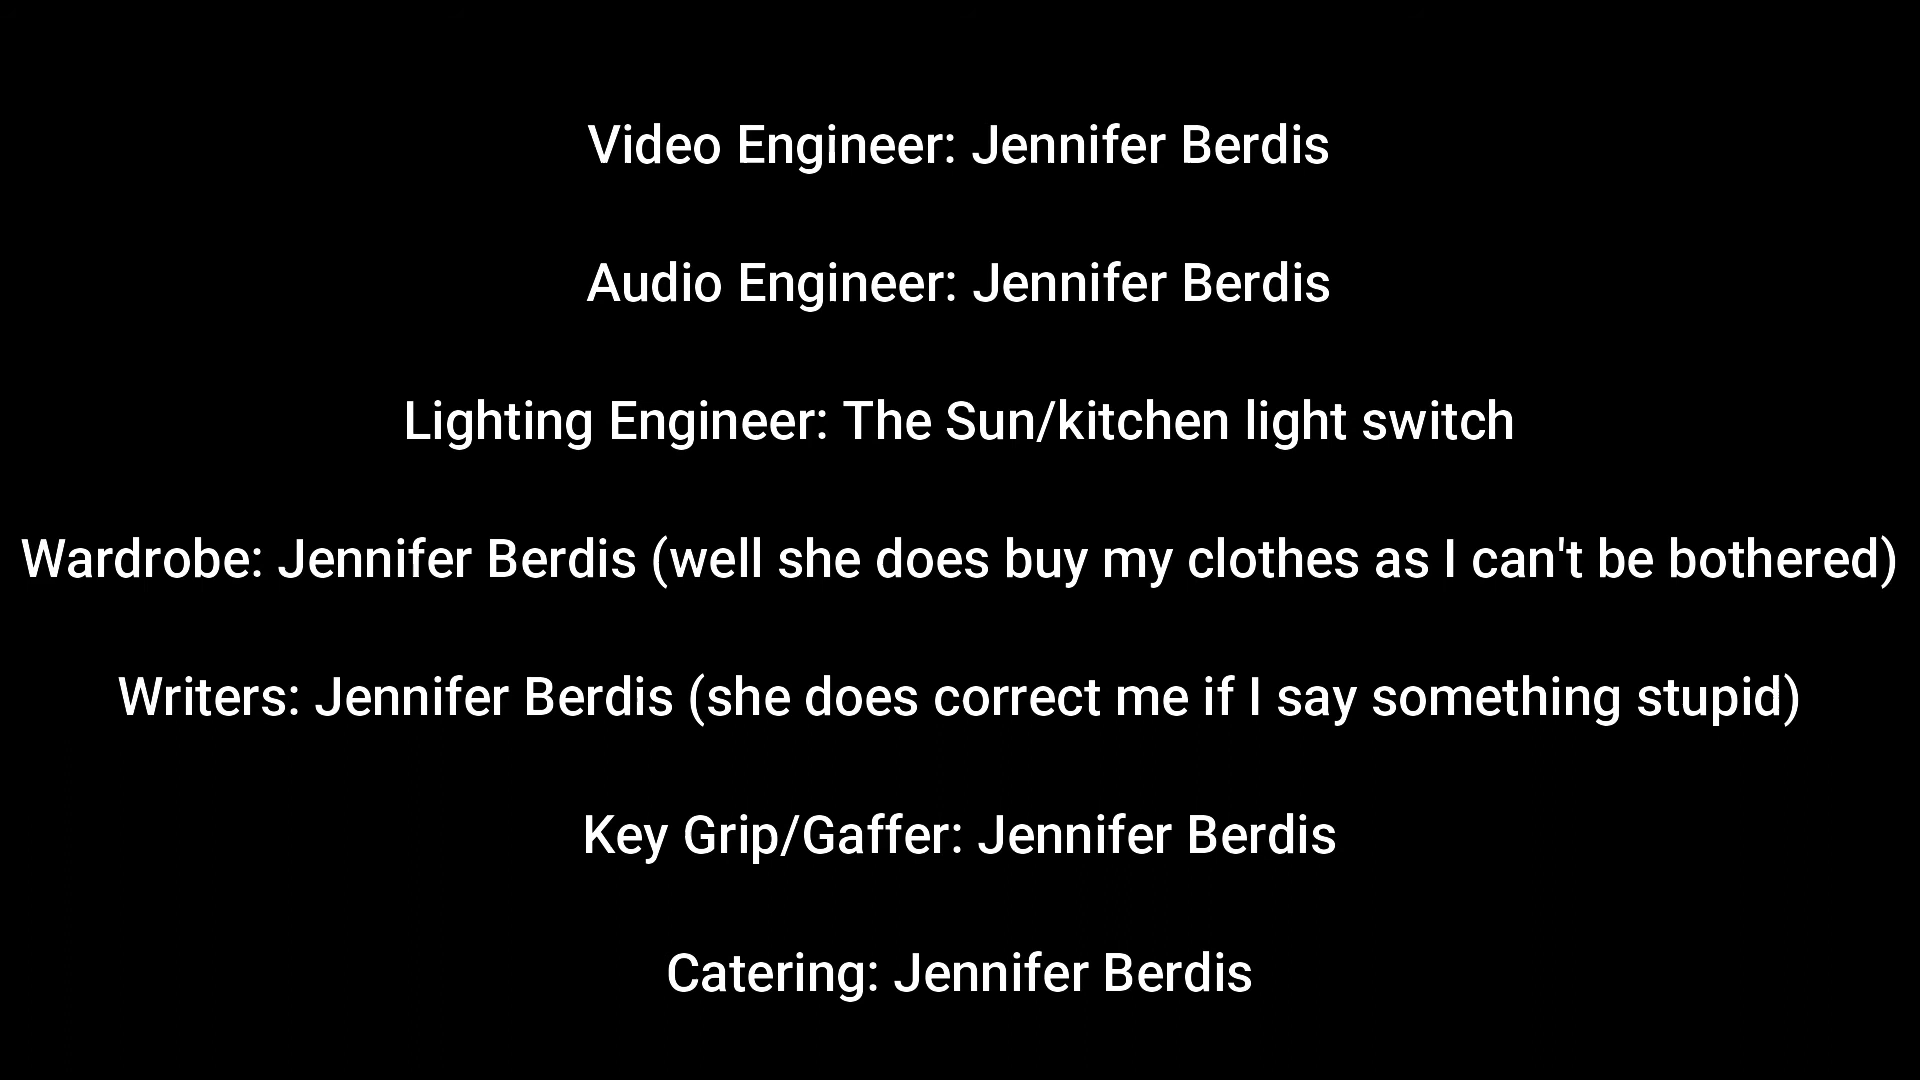 Video Engineer: Jennifer Berdis
Audio Engineer: Jennifer Berdis
Lighting Engineer: The Sun/kitchen light switch
Wardrobe: Jennifer Berdis (well she does buy my clothes as I can't be bothered)
Writers: Jennifer Berdis (she does correct me if I say something stupid)
Key Grip/Gaffer: Jennifer Berdis
Catering: Jennifer Berdis